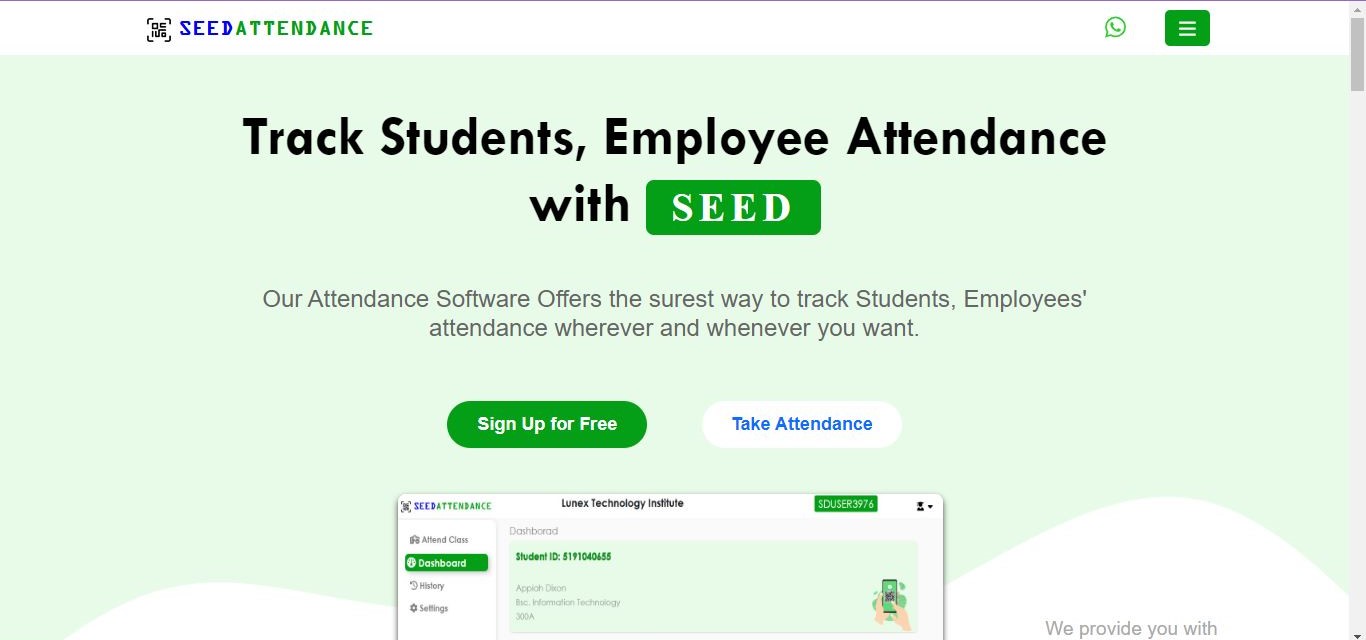 SEEDATTENDANCE
Track Students, Employee Attendance
with SEED
Our Attendance Software Offers the surest way to track Students, Employees'
attendance wherever and whenever you want.
Sign Up for Free
Take Attendance
SEEDATTENDANCE
Lunex Technology Institute
SDUSER3976
Attend Class
Dashboard
History
Settings
Dashborad
Student ID: 5191040655
Appiah Dixon
Bsc. Information Technology
300A
We provide you with